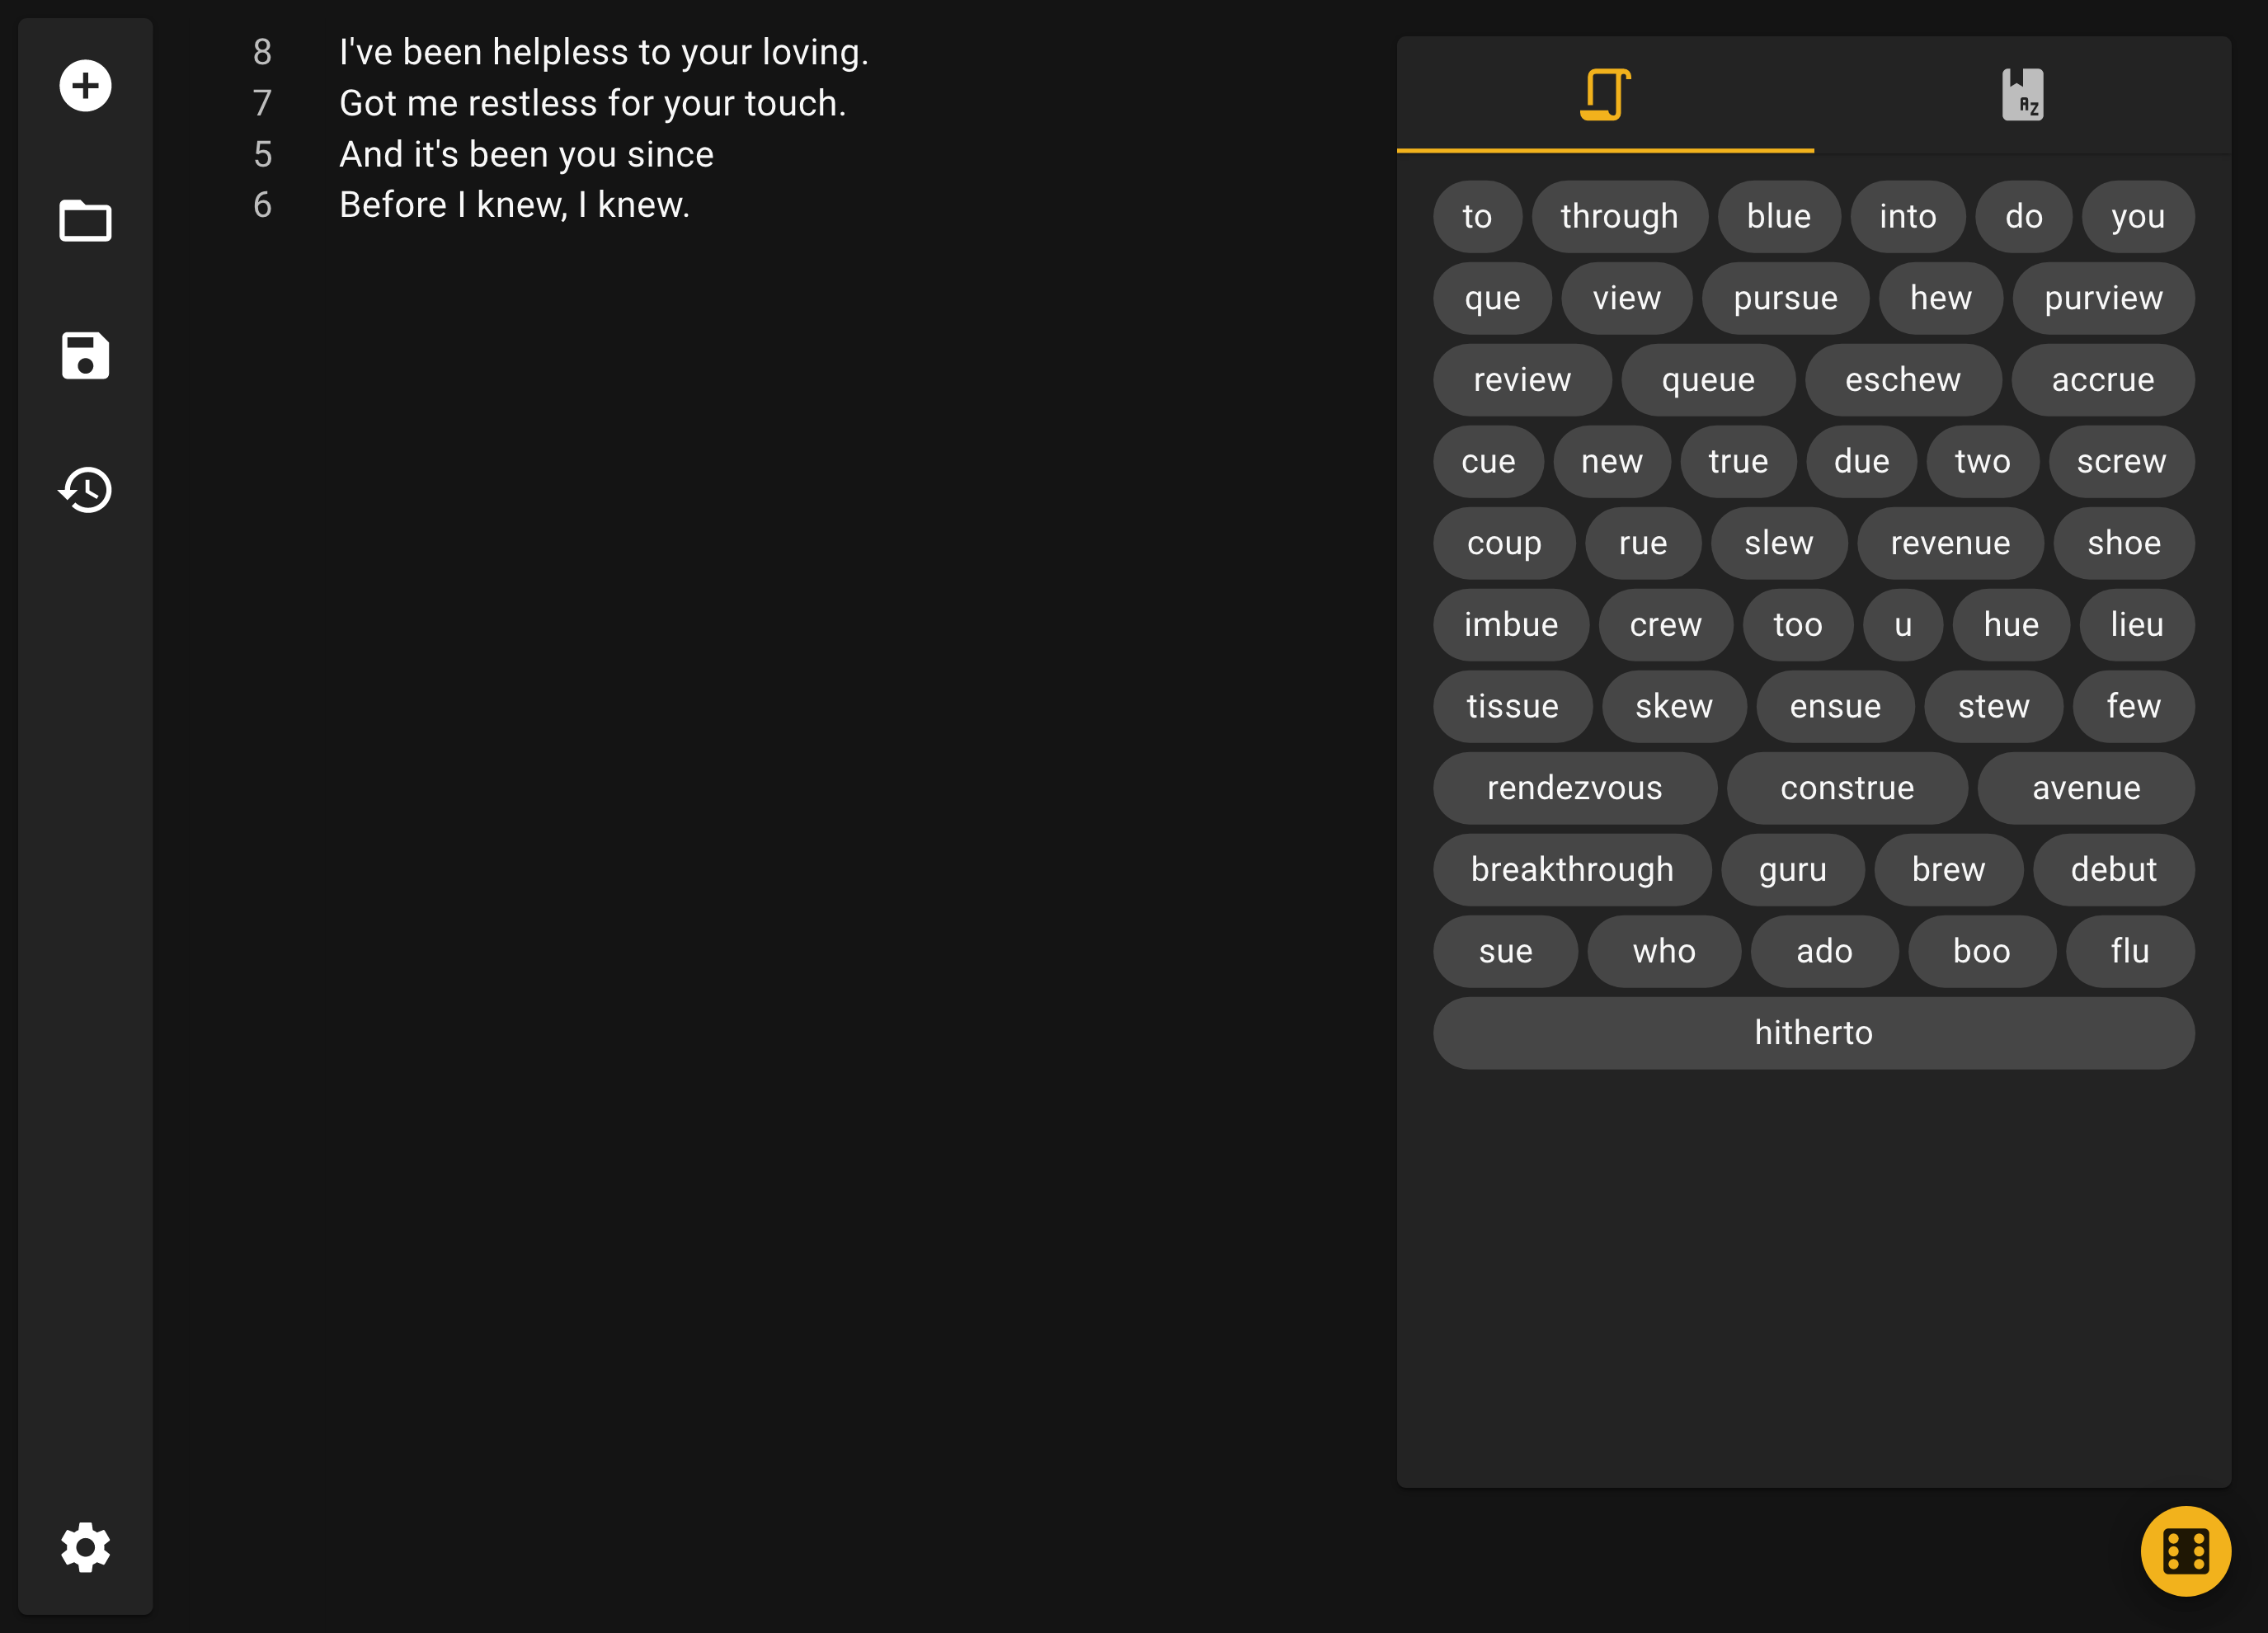 8 I've been helpless to your loving.
7 Got me restless for your touch.
5 And it's been you since
6 Before I knew, I knew.
AZ
to through blue into do you
que view pursue hew purview
review queue eschew accrue
cue new true due two screw
coup rue slew revenue shoe
imbue crew too u hue lieu
tissue skew ensue stew few
rendezvous construe avenue
breakthrough guru brew debut
sue who ado boo flu
hitherto